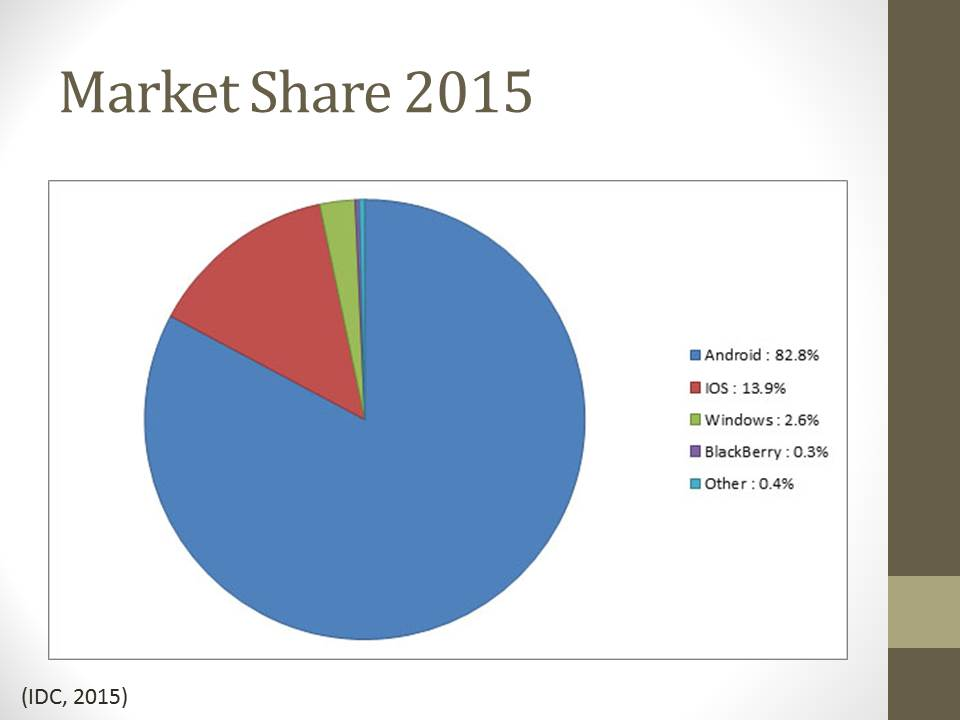 Market Share 2015
Android : 82.8%
IOS : 13.9%
Windows : 2.6%
BlackBerry : 0.3%
Other : 0.4%
(IDC, 2015)